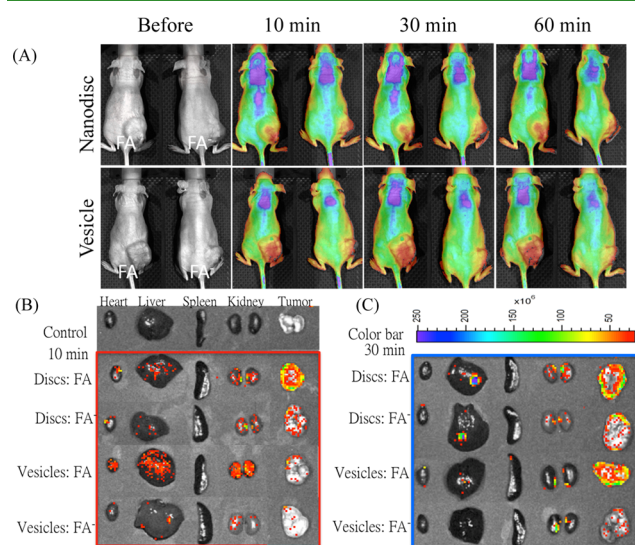 Before 10 min 30 min 60 min
(A)
Nanodisc
FA
Vesicle
FA
(B)
Heart Liver Spleen Kidney Tumor
Control
10 min
Discs: FA
Discs: FA-
Vesicles: FA
Vesicles: FA-
(C)
×10⁶
250 200 150 100 50
Color bar
30 min
Discs: FA
Discs: FA-
Vesicles: FA
Vesicles: FA-